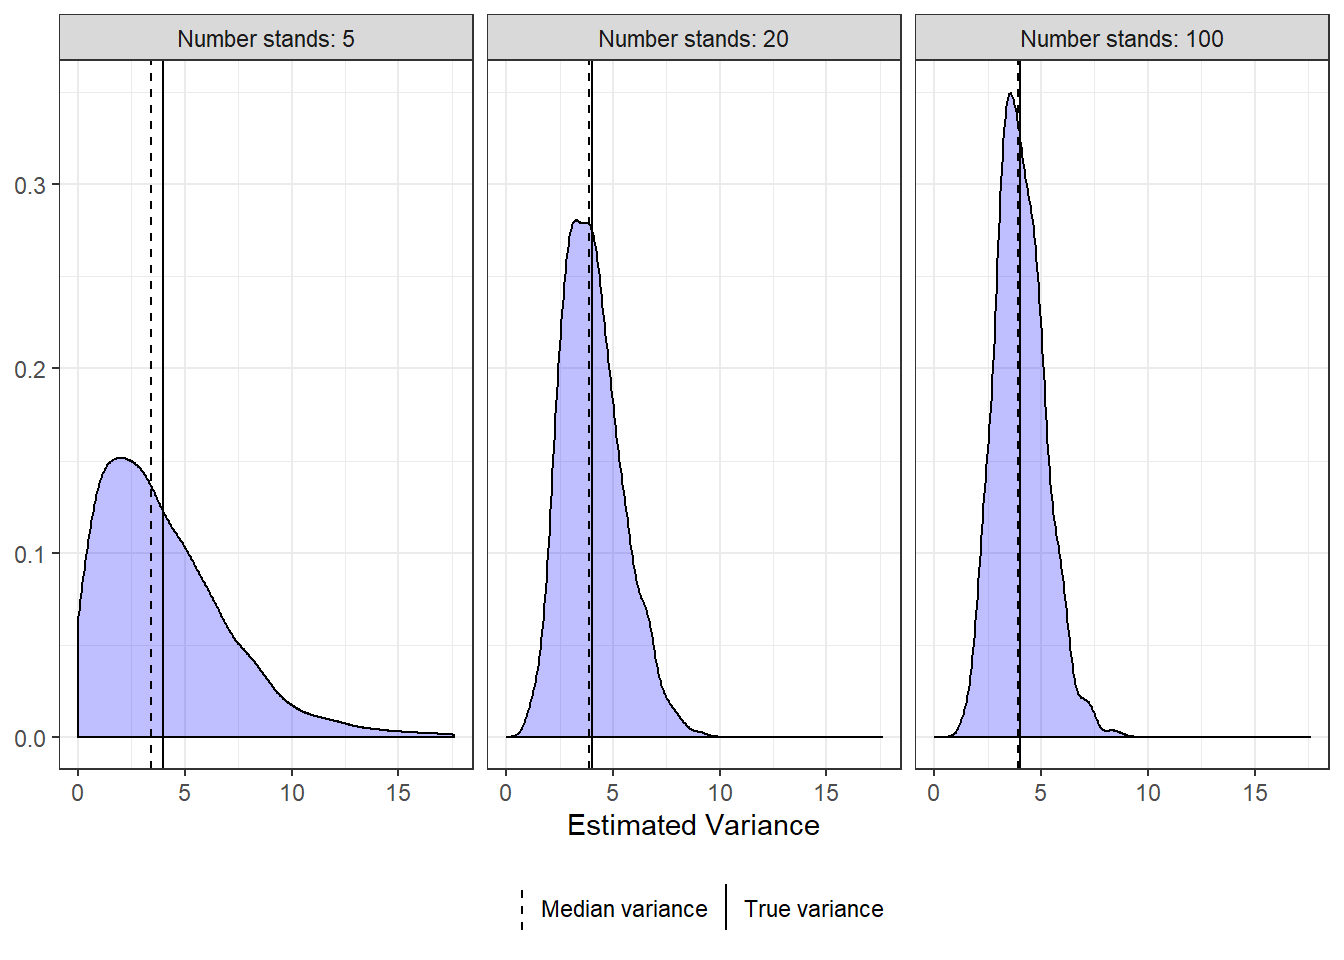 Number stands: 5
Number stands: 20
Number stands: 100
0.3
0.2
0.1
0.0
0 5 10 15 0 5 10 15 0 5 10 15
Estimated Variance
Median variance True variance